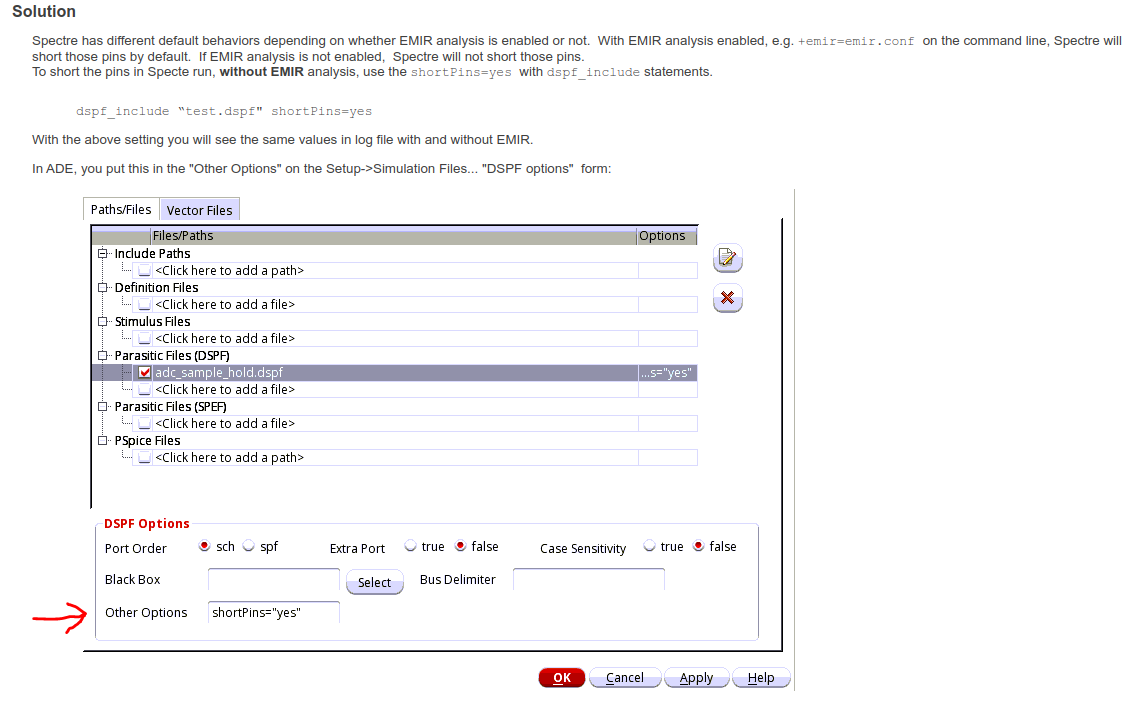 Solution
Spectre has different default behaviors depending on whether EMIR analysis is enabled or not.  With EMIR analysis enabled, e.g. +emir=emir.conf  on the command line, Spectre will
short those pins by default.  If EMIR analysis is not enabled,  Spectre will not short those pins.
To short the pins in Specte run, without EMIR analysis, use the shortPins=yes  with dspf_include statements.
dspf_include “test.dspf" shortPins=yes
With the above setting you will see the same values in log file with and without EMIR.
In ADE, you put this in the "Other Options" on the Setup->Simulation Files... "DSPF options"  form:
Paths/Files Vector Files
Files/Paths Options
Include Paths
<Click here to add a path>
Definition Files
<Click here to add a file>
Stimulus Files
<Click here to add a file>
Parasitic Files (DSPF)
adc_sample_hold.dspf ...s="yes"
<Click here to add a file>
Parasitic Files (SPEF)
<Click here to add a file>
PSpice Files
<Click here to add a path>
DSPF Options
Port Order sch spf Extra Port true false Case Sensitivity true false
Black Box Select Bus Delimiter
Other Options shortPins="yes"
OK Cancel Apply Help